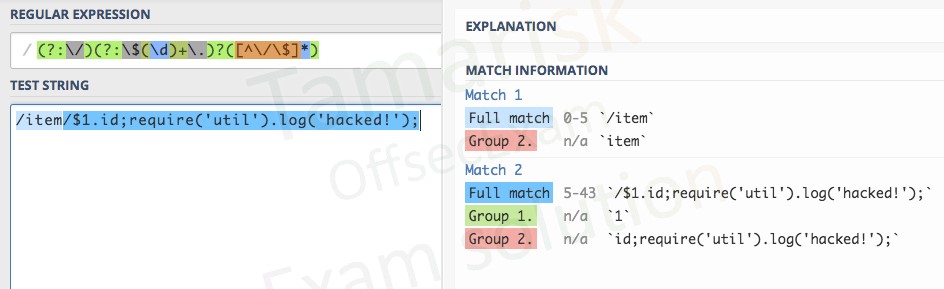 REGULAR EXPRESSION
/ (?:\/)(?:\$(\d)+\.)?([^\/\$]*)
TEST STRING
/item/$1.id;require('util').log('hacked!');
EXPLANATION
MATCH INFORMATION
Match 1
Full match 0-5 `/item`
Group 2. n/a `item`
Match 2
Full match 5-43 `/$1.id;require('util').log('hacked!');`
Group 1. n/a `1`
Group 2. n/a `id;require('util').log('hacked!');`
Tamarisk
OffsecExam
Exam solution